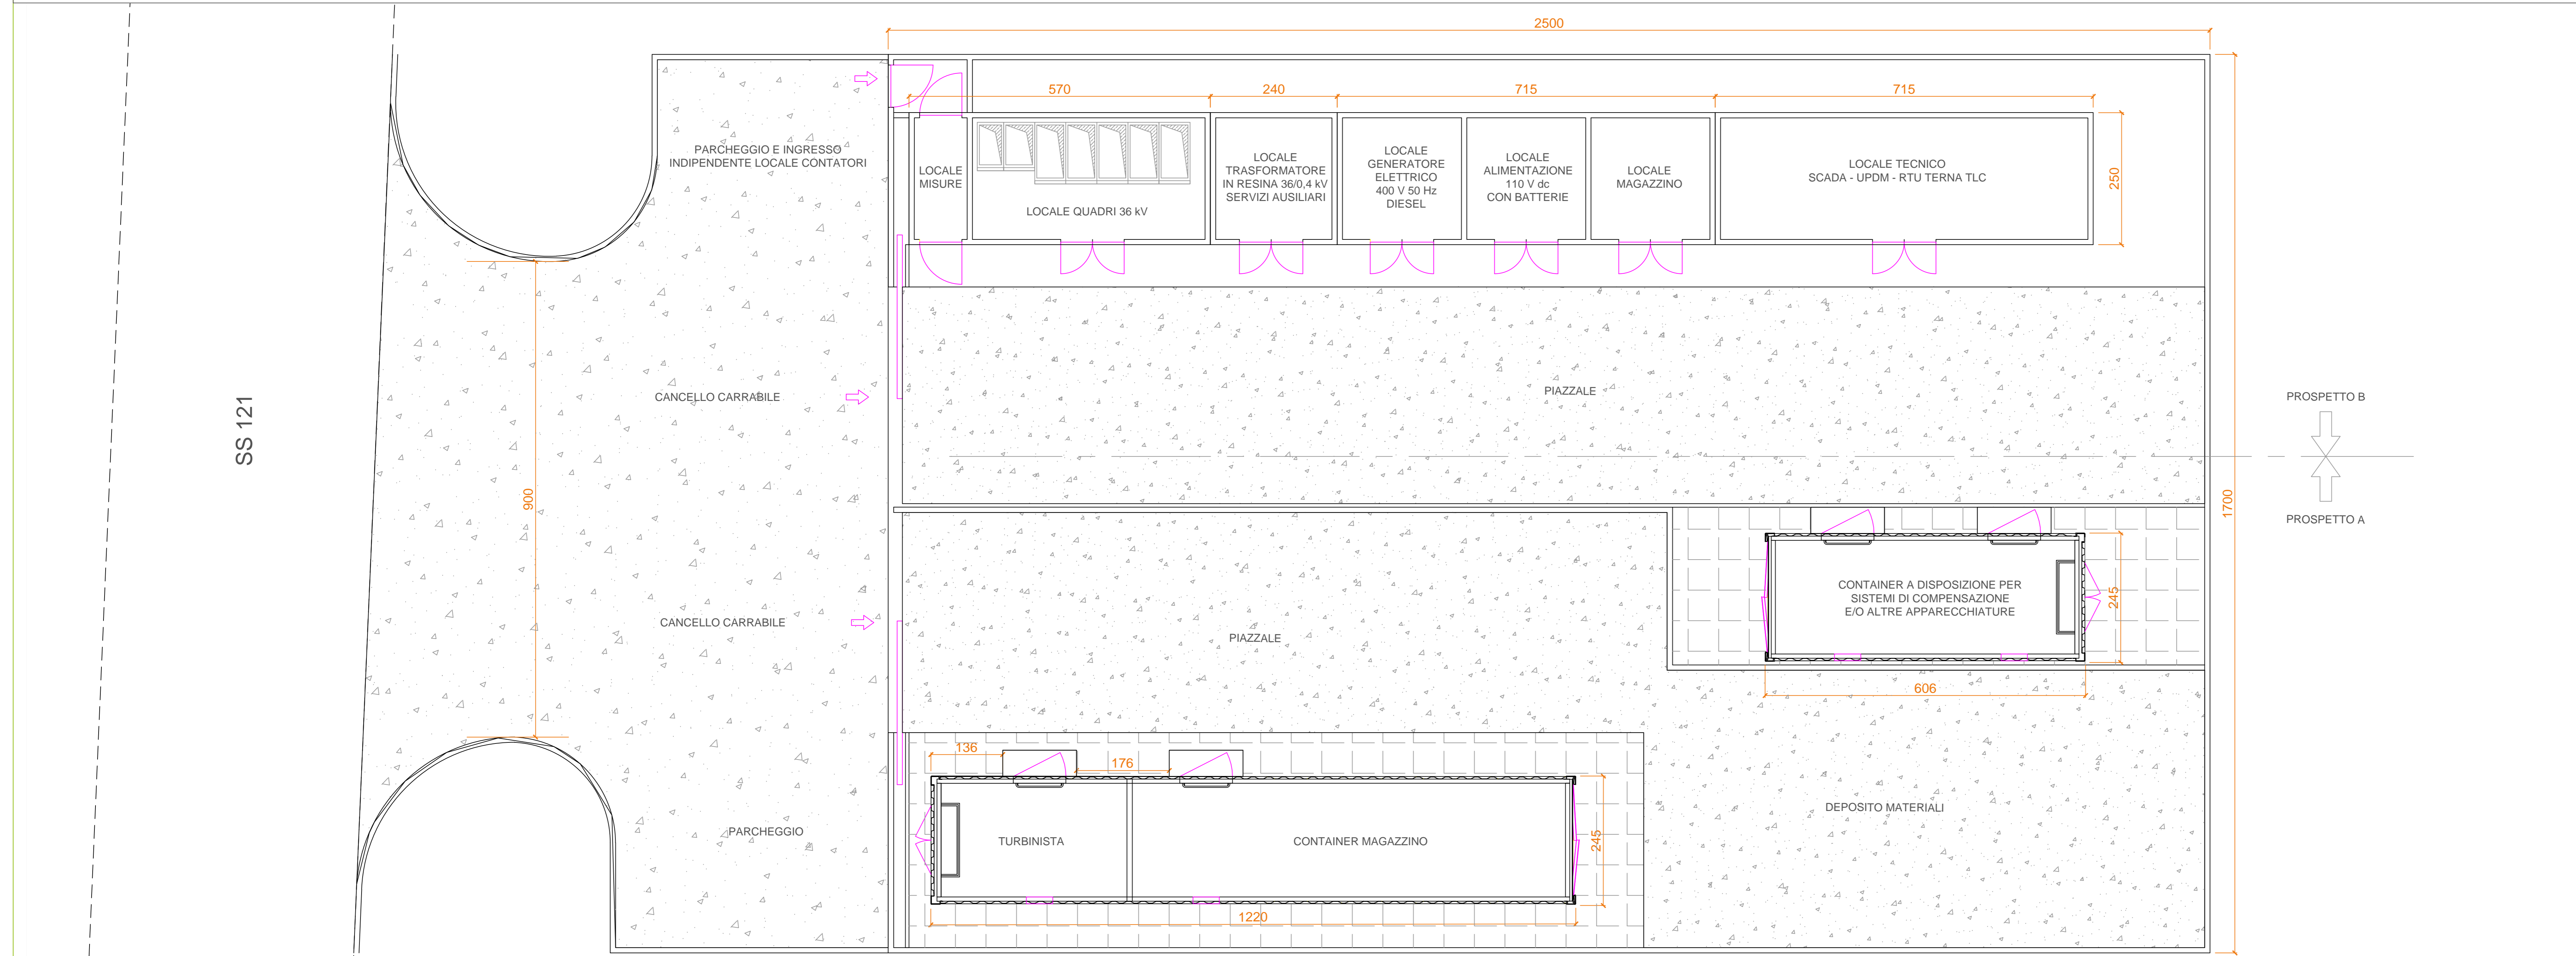 2500
570
240
715
715
PARCHEGGIO E INGRESSO
INDIPENDENTE LOCALE CONTATORI
LOCALE
MISURE
LOCALE QUADRI 36 kV
LOCALE
TRASFORMATORE
IN RESINA 36/0,4 kV
SERVIZI AUSILIARI
LOCALE
GENERATORE
ELETTRICO
400 V 50 Hz
DIESEL
LOCALE
ALIMENTAZIONE
110 V dc
CON BATTERIE
LOCALE
MAGAZZINO
LOCALE TECNICO
SCADA - UPDM - RTU TERNA TLC
250
SS 121
CANCELLO CARRABILE
PIAZZALE
PROSPETTO B
900
1700
PROSPETTO A
CANCELLO CARRABILE
PIAZZALE
CONTAINER A DISPOSIZIONE PER
SISTEMI DI COMPENSAZIONE
E/O ALTRE APPARECCHIATURE
245
606
136
176
PARCHEGGIO
TURBINISTA
CONTAINER MAGAZZINO
245
DEPOSITO MATERIALI
1220